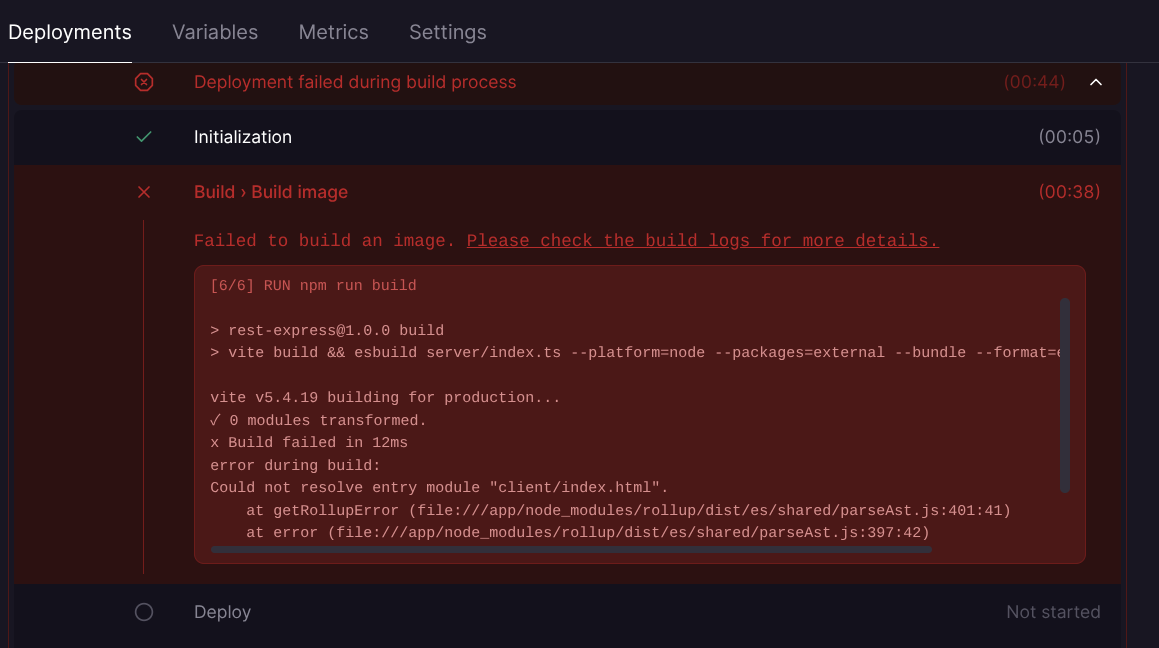 Deployments Variables Metrics Settings
Deployment failed during build process (00:44)
Initialization (00:05)
Build › Build image (00:38)
Failed to build an image. Please check the build logs for more details.
[6/6] RUN npm run build
> rest-express@1.0.0 build
> vite build && esbuild server/index.ts --platform=node --packages=external --bundle --format=
vite v5.4.19 building for production...
✓ 0 modules transformed.
x Build failed in 12ms
error during build:
Could not resolve entry module "client/index.html".
at getRollupError (file:///app/node_modules/rollup/dist/es/shared/parseAst.js:401:41)
at error (file:///app/node_modules/rollup/dist/es/shared/parseAst.js:397:42)
Deploy Not started